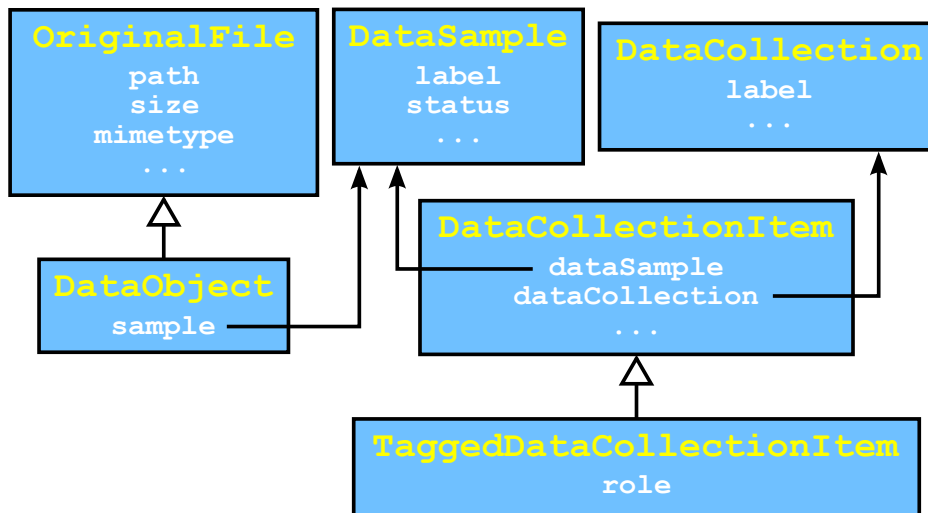 OriginalFile
path
size
mimetype
...
DataSample
label
status
...
DataCollection
label
...
DataObject
sample
DataCollectionItem
dataSample
dataCollection
...
TaggedDataCollectionItem
role